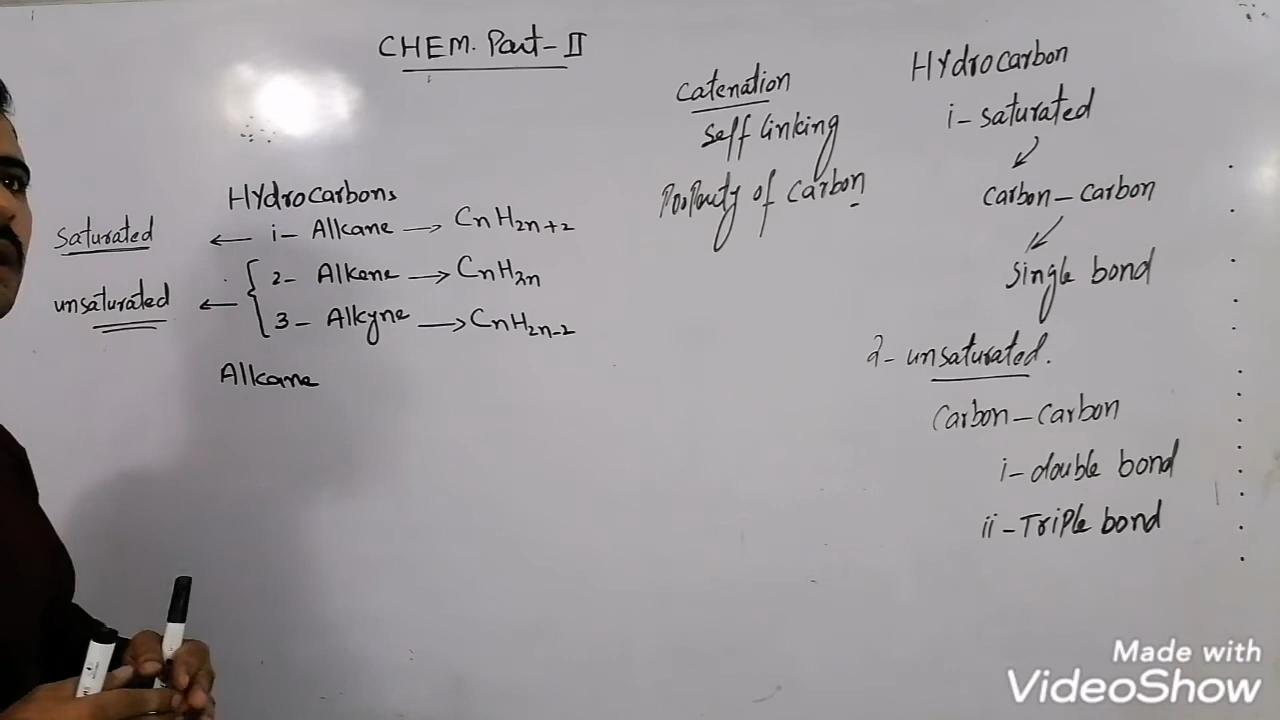 CHEM. Part-II
Hydrocarbons
saturated ← i- Alkane → CnH2n+2
unsaturated ← { 2- Alkene → CnH2n
3- Alkyne → CnH2n-2
Alkane
Catenation
Self linking
of carbon
Hydrocarbon
i- saturated
carbon-carbon
single bond
2- unsaturated.
Carbon-carbon
i-double bond
ii-Triple bond
Made with
VideoShow